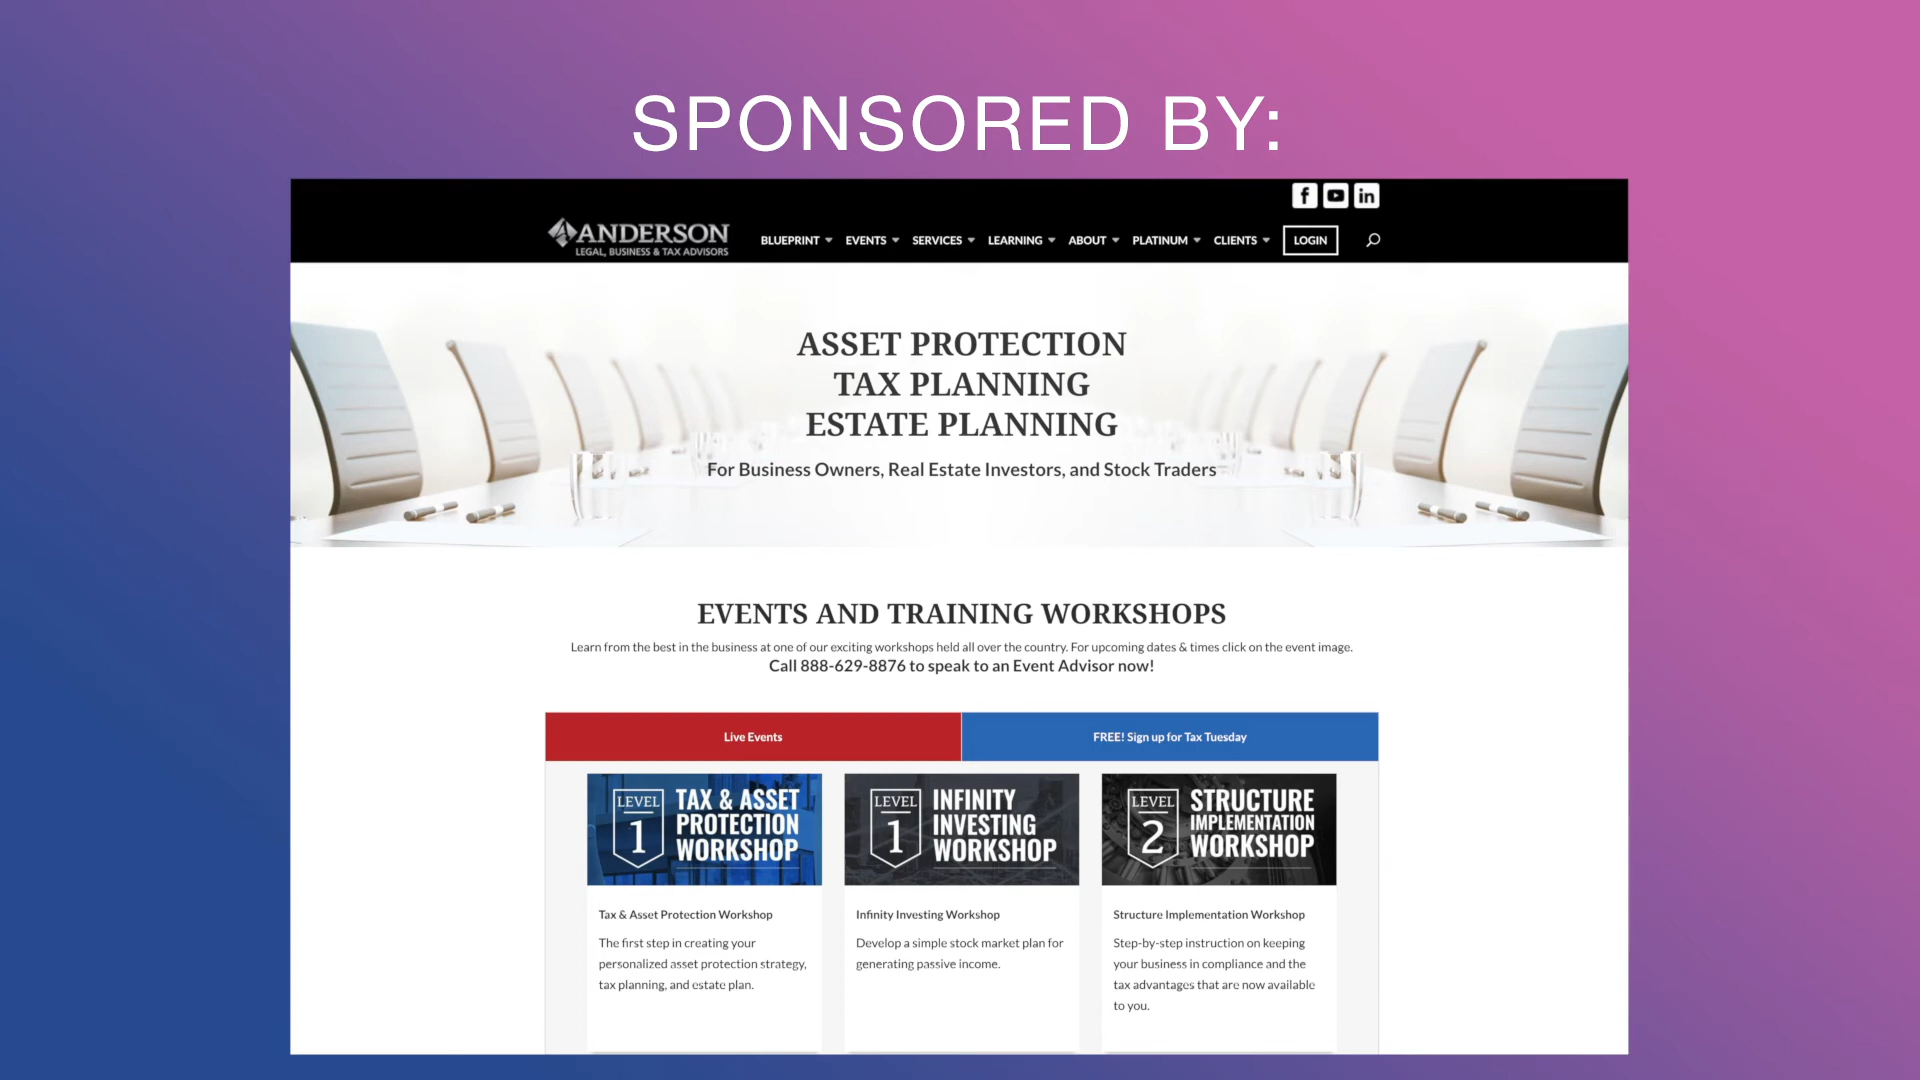 SPONSORED BY:
ANDERSON
LEGAL, BUSINESS & TAX ADVISORS
BLUEPRINT EVENTS SERVICES LEARNING ABOUT PLATINUM CLIENTS LOGIN
ASSET PROTECTION
TAX PLANNING
ESTATE PLANNING
For Business Owners, Real Estate Investors, and Stock Traders
EVENTS AND TRAINING WORKSHOPS
Learn from the best in the business at one of our exciting workshops held all over the country. For upcoming dates & times click on the event image.
Call 888-629-8876 to speak to an Event Advisor now!
Live Events
FREE! Sign up for Tax Tuesday
LEVEL
1
TAX & ASSET
PROTECTION
WORKSHOP
Tax & Asset Protection Workshop
The first step in creating your
personalized asset protection strategy,
tax planning, and estate plan.
LEVEL
1
INFINITY
INVESTING
WORKSHOP
Infinity Investing Workshop
Develop a simple stock market plan for
generating passive income.
LEVEL
2
STRUCTURE
IMPLEMENTATION
WORKSHOP
Structure Implementation Workshop
Step-by-step instruction on keeping
your business in compliance and the
tax advantages that are now available
to you.